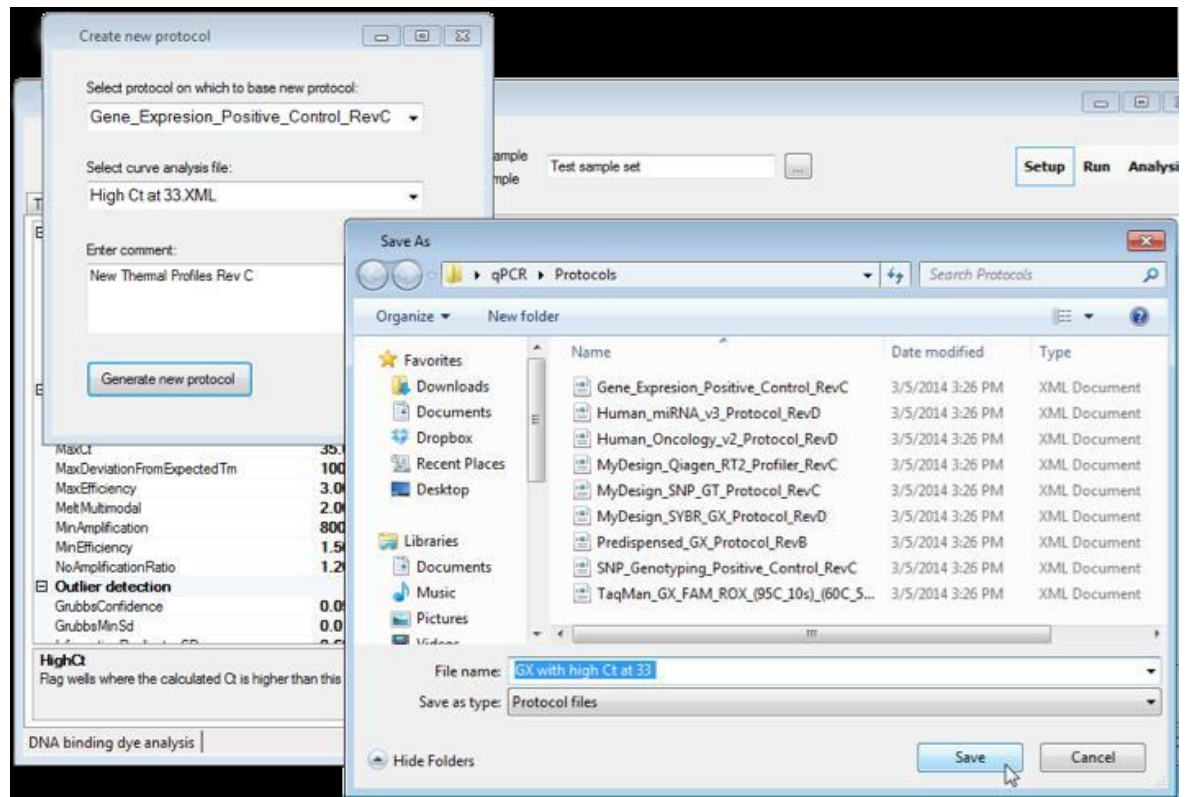 Create new protocol
Select protocol on which to base new protocol:
Gene_Expresion_Positive_Control_RevC
Select curve analysis file:
High Ct at 33.XML
Enter comment:
New Thermal Profiles Rev C
Generate new protocol
Test sample set
...
Setup Run
Save As
qPCR Protocols
Search Protocols
Organize New folder
Name Date modified Type
Favorites
Downloads
Documents
Dropbox
Recent Places
Desktop
Libraries
Documents
Music
Pictures
Gene_Expresion_Positive_Control_RevC 3/5/2014 3:26 PM XML Document
Human_miRNA_v3_Protocol_RevD 3/5/2014 3:26 PM XML Document
Human_Oncology_v2_Protocol_RevD 3/5/2014 3:26 PM XML Document
MyDesign_Qiagen_RT2_Profiler_RevC 3/5/2014 3:26 PM XML Document
MyDesign_SNP_GT_Protocol_RevC 3/5/2014 3:26 PM XML Document
MyDesign_SYBR_GX_Protocol_RevD 3/5/2014 3:26 PM XML Document
Predispensed_GX_Protocol_RevB 3/5/2014 3:26 PM XML Document
SNP_Genotyping_Positive_Control_RevC 3/5/2014 3:26 PM XML Document
TaqMan_GX_FAM_ROX_(95C_10s)_(60C_5... 3/5/2014 3:26 PM XML Document
File name: GX with high Ct at 33
Save as type: Protocol files
Hide Folders Save Cancel
MaxCt
MaxDeviationFromExpectedTm
MaxEfficiency
MeltMultimodal
MinAmplification
MinEfficiency
NoAmplificationRatio
Outlier detection
GrubbsConfidence
GrubbsMinSd
HighCt
Flag wells where the calculated Ct is higher than this
DNA binding dye analysis